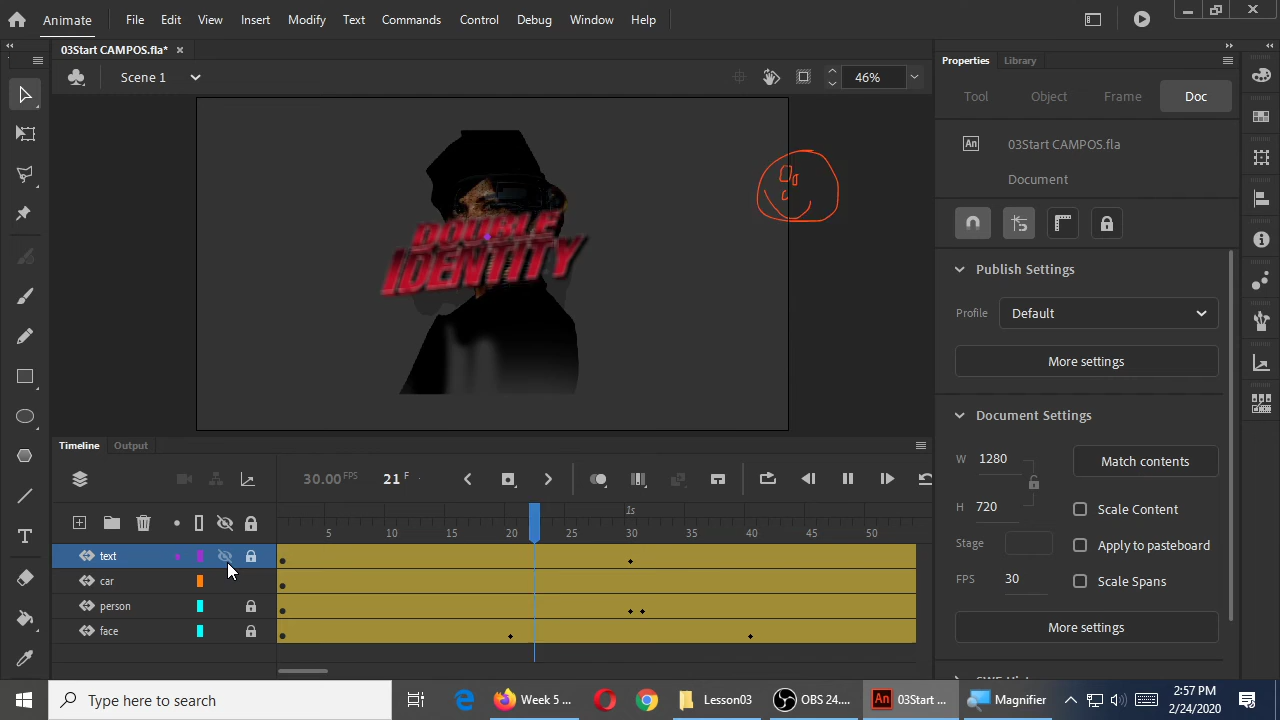 Animate
File Edit View Insert Modify Text Commands Control Debug Window Help
03Start CAMPOS.fla*
Scene 1
46%
DOUBLE
IDENTITY
Timeline Output
30.00 FPS 21 F
1s
5 10 15 20 25 30 35 40 45 50
text
car
person
face
Properties Library
Tool Object Frame Doc
An 03Start CAMPOS.fla
Document
Publish Settings
Profile Default
More settings
Document Settings
W 1280 Match contents
H 720 Scale Content
Stage Apply to pasteboard
FPS 30 Scale Spans
More settings
Type here to search
Week 5 ...
Lesson03
OBS 24....
An 03Start ...
Magnifier
2:57 PM
2/24/2020